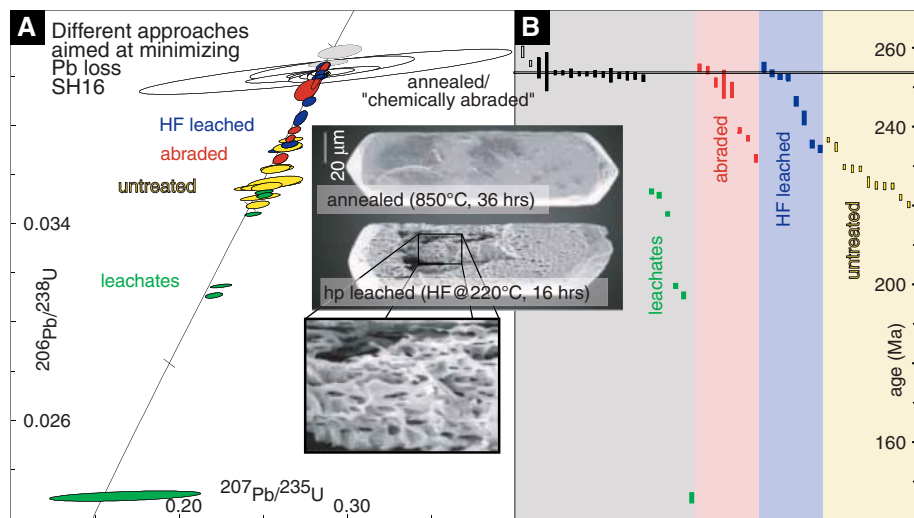 A
Different approaches
aimed at minimizing
Pb loss
SH16
annealed/
"chemically abraded"
HF leached
abraded
untreated
leachates
0.034
0.026
206Pb/238U
207Pb/235U
0.20
0.30
20 µm
annealed (850°C, 36 hrs)
hp leached (HF@220°C, 16 hrs)
B
leachates
abraded
HF leached
untreated
260
240
200
160
age (Ma)